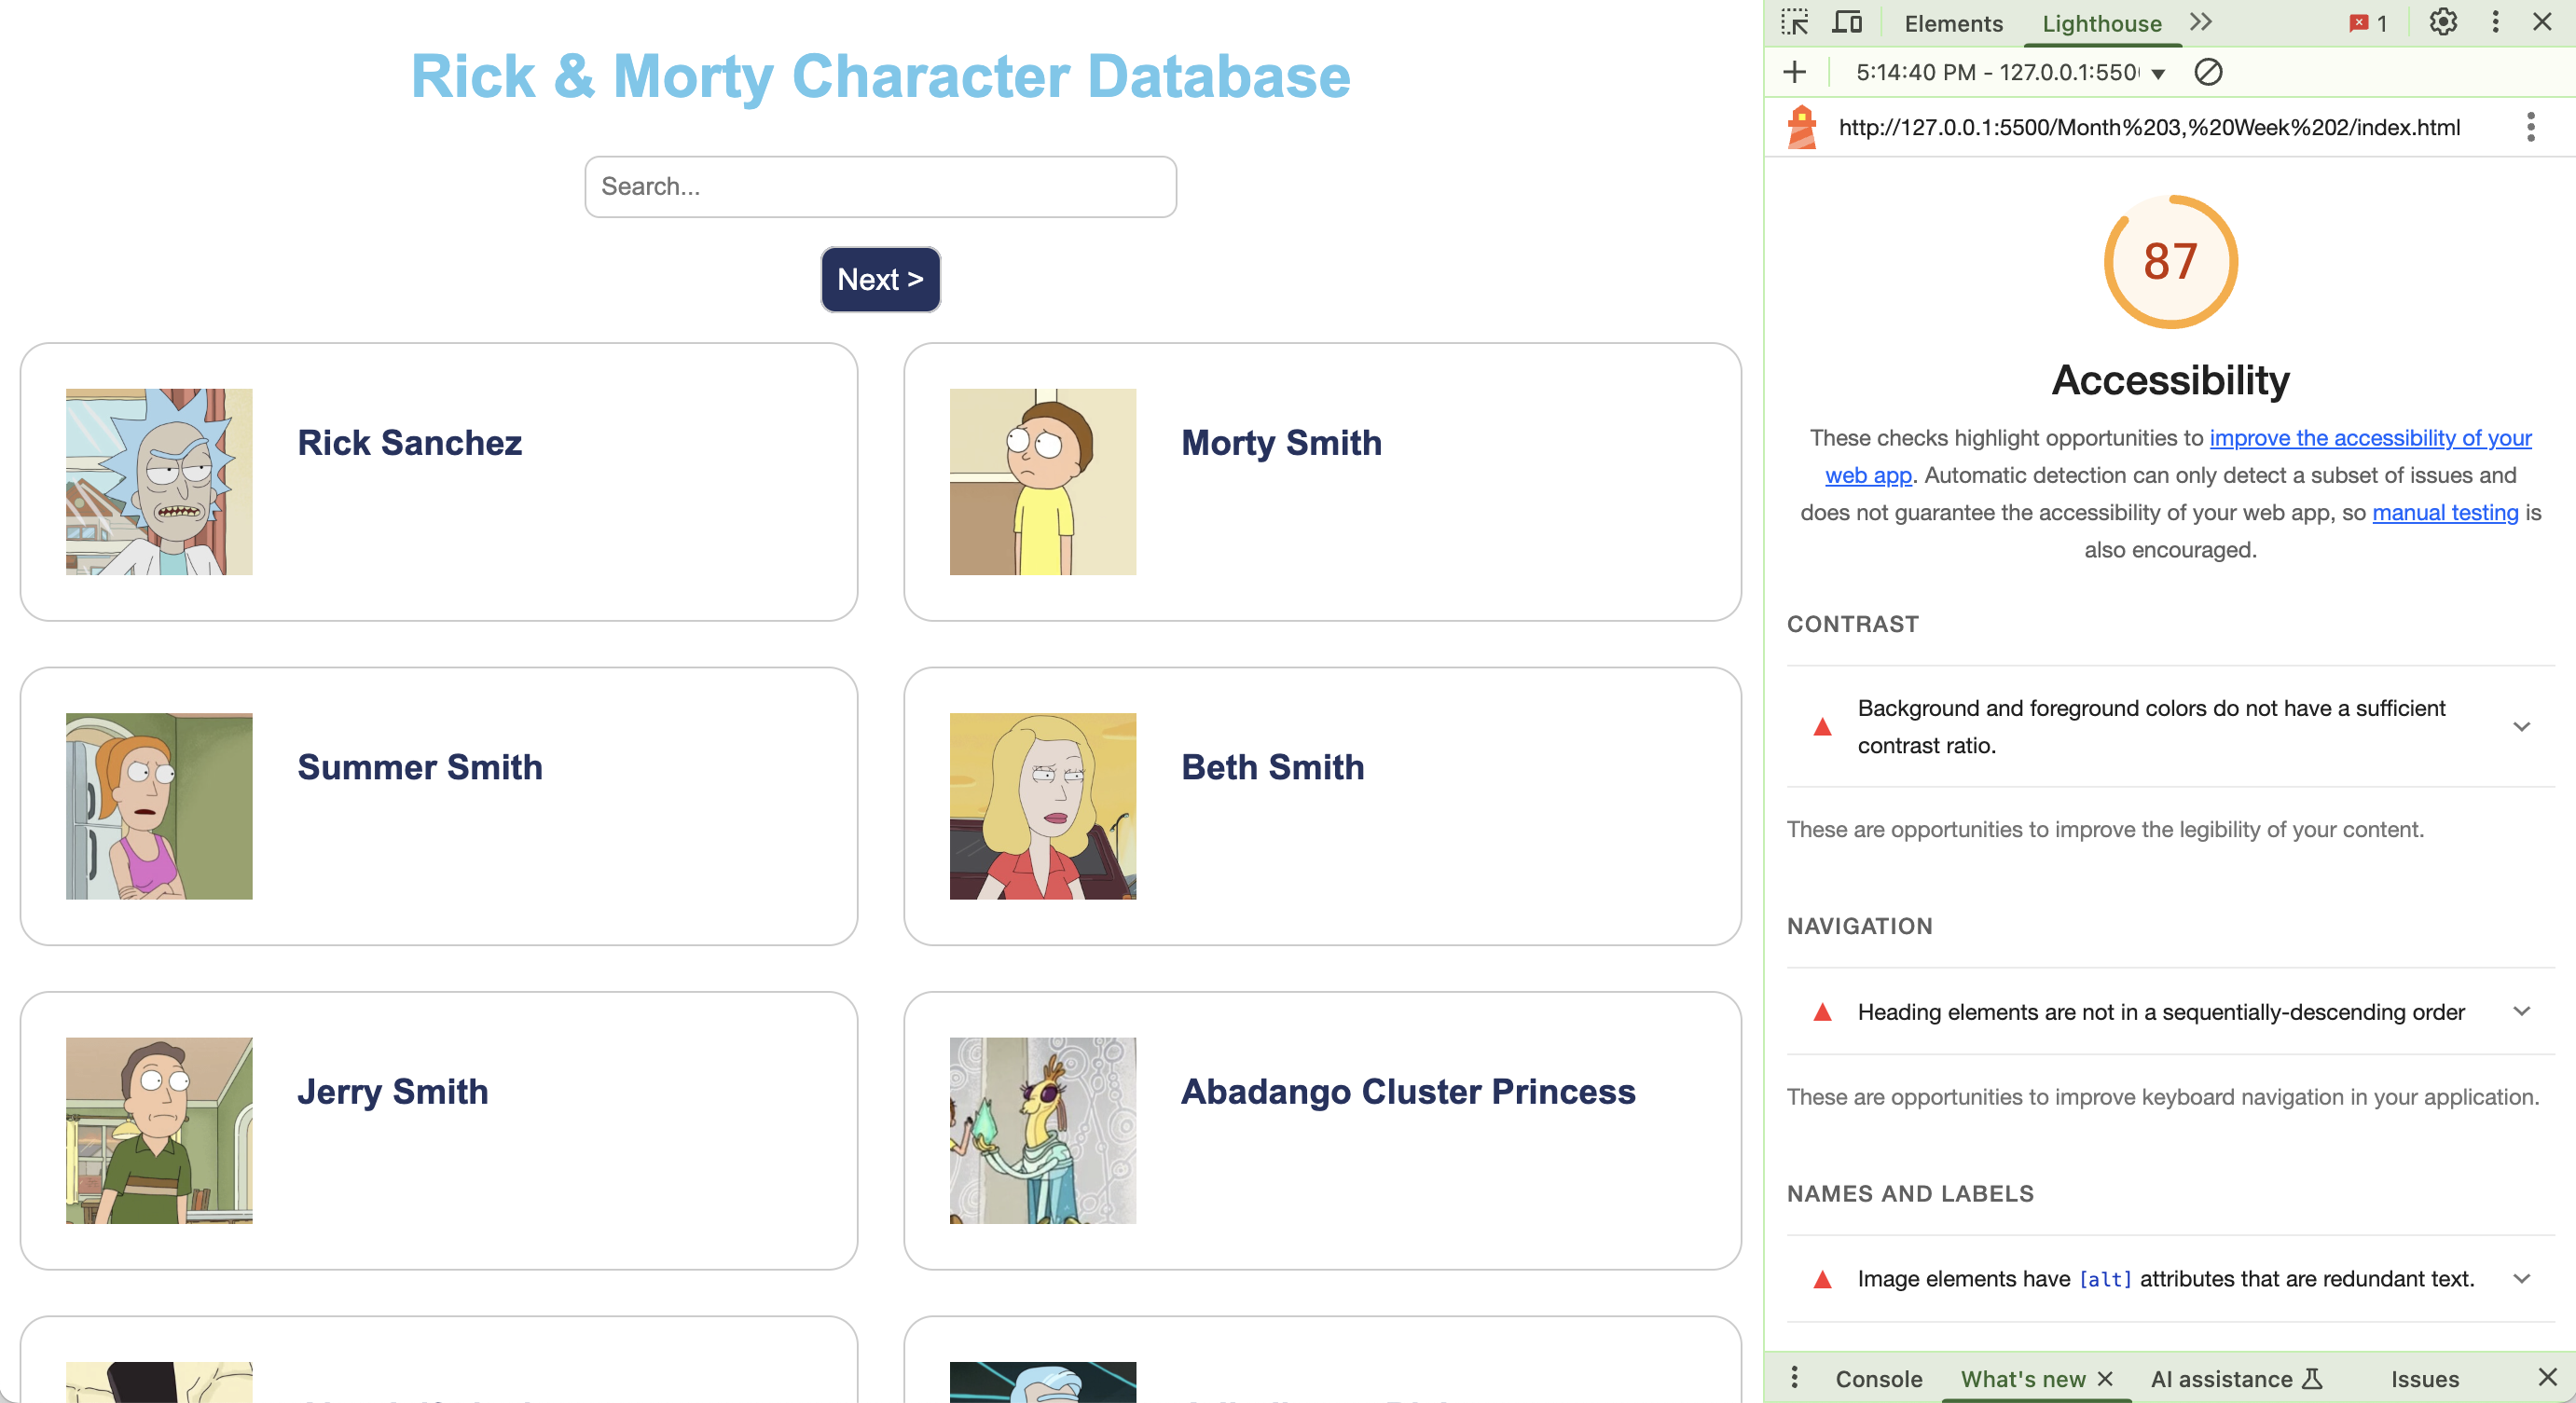 Rick & Morty Character Database
Search...
Next >
Rick Sanchez
Morty Smith
Summer Smith
Beth Smith
Jerry Smith
Abadango Cluster Princess
Elements
Lighthouse
1
5:14:40 PM - 127.0.0.1:550
http://127.0.0.1:5500/Month%203,%20Week%202/index.html
87
Accessibility
These checks highlight opportunities to improve the accessibility of your
web app. Automatic detection can only detect a subset of issues and
does not guarantee the accessibility of your web app, so manual testing is
also encouraged.
CONTRAST
Background and foreground colors do not have a sufficient
contrast ratio.
These are opportunities to improve the legibility of your content.
NAVIGATION
Heading elements are not in a sequentially-descending order
These are opportunities to improve keyboard navigation in your application.
NAMES AND LABELS
Image elements have [alt] attributes that are redundant text.
Console
What's new
AI assistance
Issues